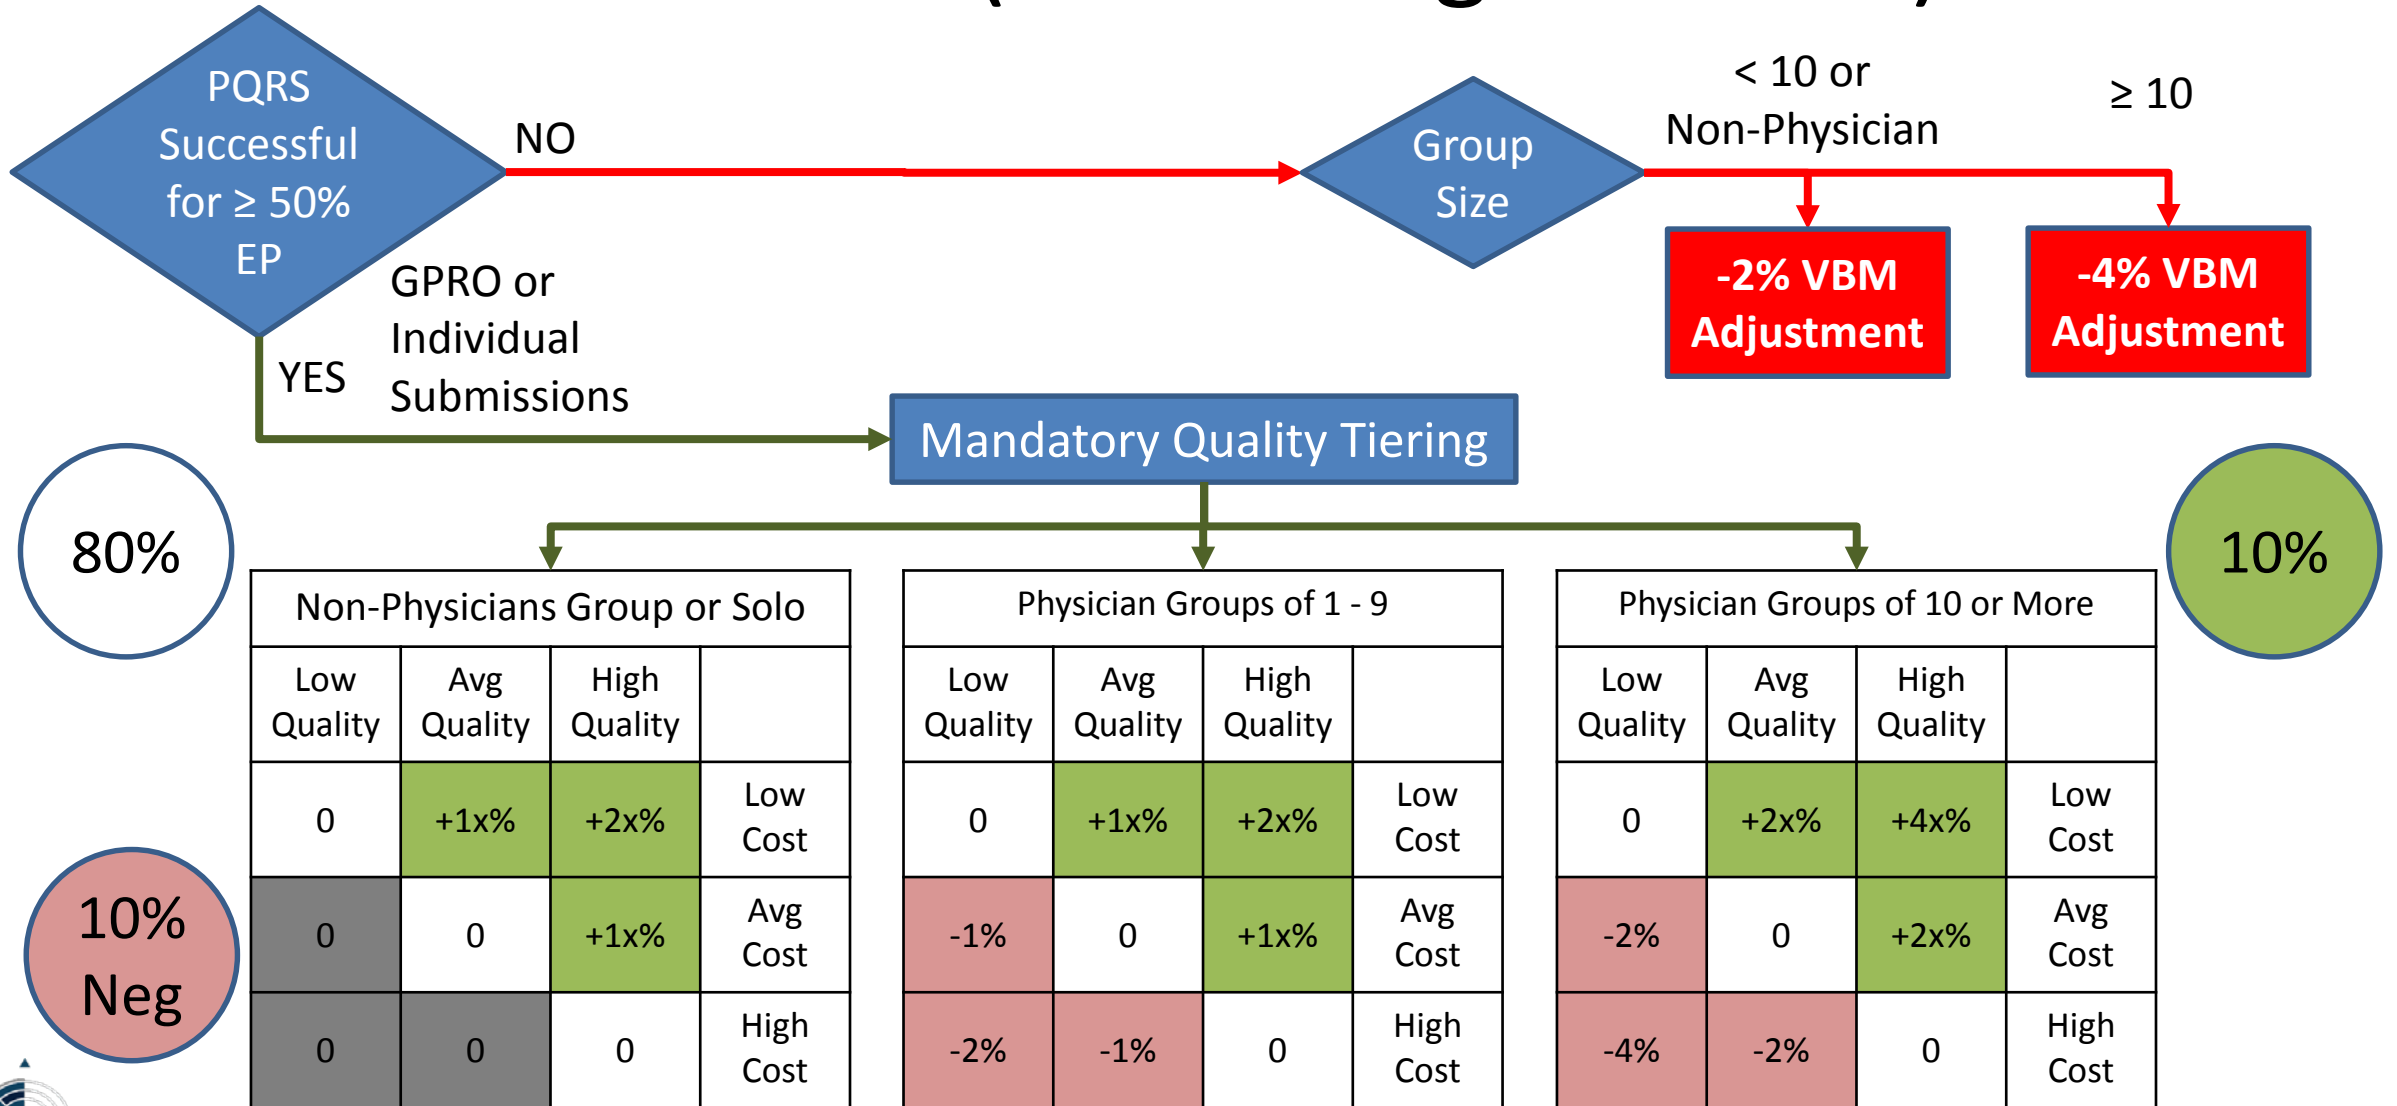 PQRS
Successful
for ≥ 50%
EP
NO
Group
Size
< 10 or
Non-Physician
≥ 10
-2% VBM
Adjustment
-4% VBM
Adjustment
YES
GPRO or
Individual
Submissions
Mandatory Quality Tiering
80%
10%
10%
Neg
Non-Physicians Group or Solo
Low Quality Avg Quality High Quality
0 +1x% +2x% Low Cost
0 0 +1x% Avg Cost
0 0 0 High Cost
Physician Groups of 1 - 9
Low Quality Avg Quality High Quality
0 +1x% +2x% Low Cost
-1% 0 +1x% Avg Cost
-2% -1% 0 High Cost
Physician Groups of 10 or More
Low Quality Avg Quality High Quality
0 +2x% +4x% Low Cost
-2% 0 +2x% Avg Cost
-4% -2% 0 High Cost